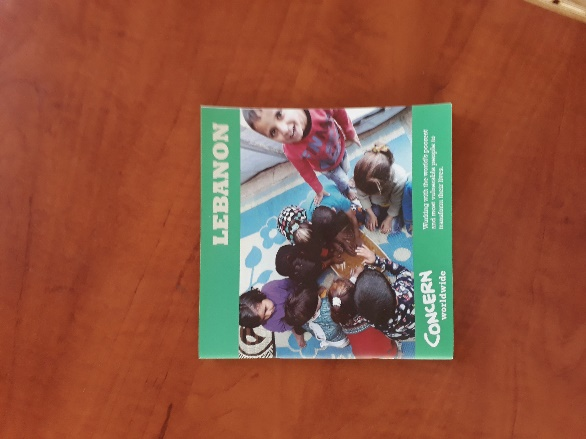 LEBANON
CONCERN
worldwide
Working with the world's poorest
and most vulnerable people to
transform their lives.